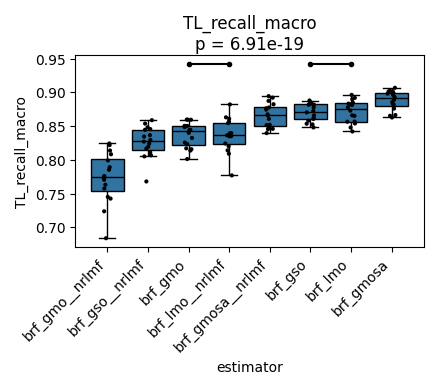 TL_recall_macro
p = 6.91e-19
TL_recall_macro
0.95
0.90
0.85
0.80
0.75
0.70
brf_gmo__nrlmf
brf_gso__nrlmf
brf_gmo
brf_lmo__nrlmf
brf_gmosa__nrlmf
brf_gso
brf_lmo
brf_gmosa
estimator